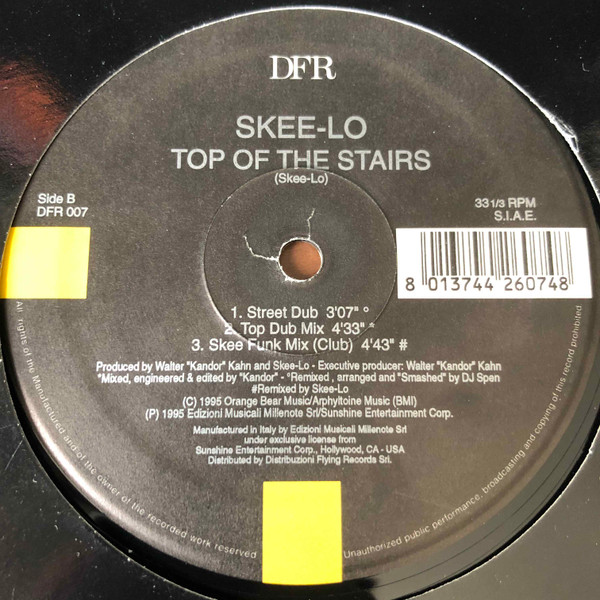 DFR
SKEE-LO
TOP OF THE STAIRS
(Skee-Lo)
Side B
DFR 007
33 1/3 RPM
S.I.A.E.
8 013744 260748
1. Street Dub 3'07" °
2. Top Dub Mix 4'33" °
3. Skee Funk Mix (Club) 4'43" #
Produced by Walter "Kandor" Kahn and Skee-Lo - Executive producer: Walter "Kandor" Kahn
*Mixed, engineered & edited by "Kandor" - °Remixed , arranged and "Smashed" by DJ Spen
#Remixed by Skee-Lo
(C) 1995 Orange Bear Music/Arphyltoine Music (BMI)
(P) 1995 Edizioni Musicali Millenote Srl/Sunshine Entertainment Corp.
Manufactured in Italy by Edizioni Musicali Millenote Srl
under exclusive license from
Sunshine Entertainment Corp., Hollywood, CA - USA
Distributed by Distribuzioni Flying Records Srl.
All rights of the Manufactured and/of the owner of the recorded work reserved
Unauthorized public performance, broadcasting and copying of this record prohibited